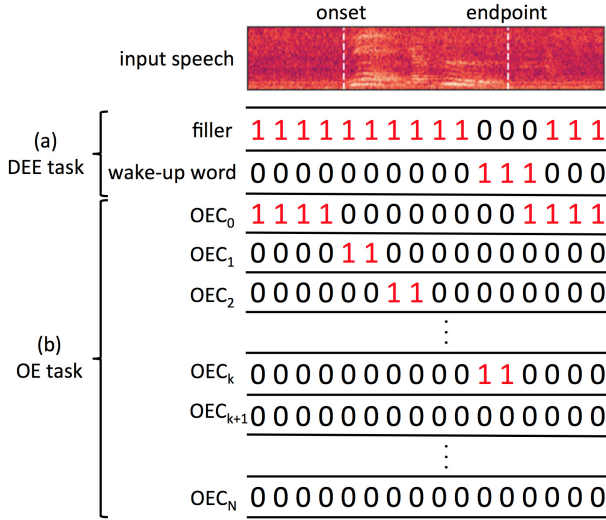 onset endpoint
input speech
(a)
DEE task
filler 1 1 1 1 1 1 1 1 1 1 0 0 0 1 1 1
wake-up word 0 0 0 0 0 0 0 0 0 0 1 1 1 0 0 0
(b)
OE task
OEC0 1 1 1 1 0 0 0 0 0 0 0 0 1 1 1 1
OEC1 0 0 0 0 1 1 0 0 0 0 0 0 0 0 0 0
OEC2 0 0 0 0 0 0 1 1 0 0 0 0 0 0 0 0
⋮
OECk 0 0 0 0 0 0 0 0 0 0 1 1 0 0 0 0
OECk+1 0 0 0 0 0 0 0 0 0 0 0 0 0 0 0 0
⋮
OECN 0 0 0 0 0 0 0 0 0 0 0 0 0 0 0 0